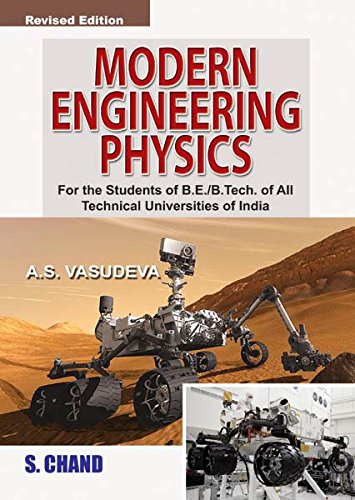 Revised Edition
MODERN
ENGINEERING
PHYSICS
For the Students of B.E./B.Tech. of All
Technical Universities of India
A.S. VASUDEVA
S. CHAND